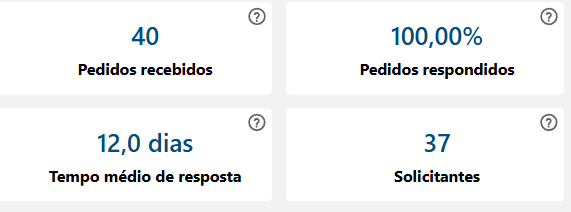 40
Pedidos recebidos
100,00%
Pedidos respondidos
12,0 dias
Tempo médio de resposta
37
Solicitantes